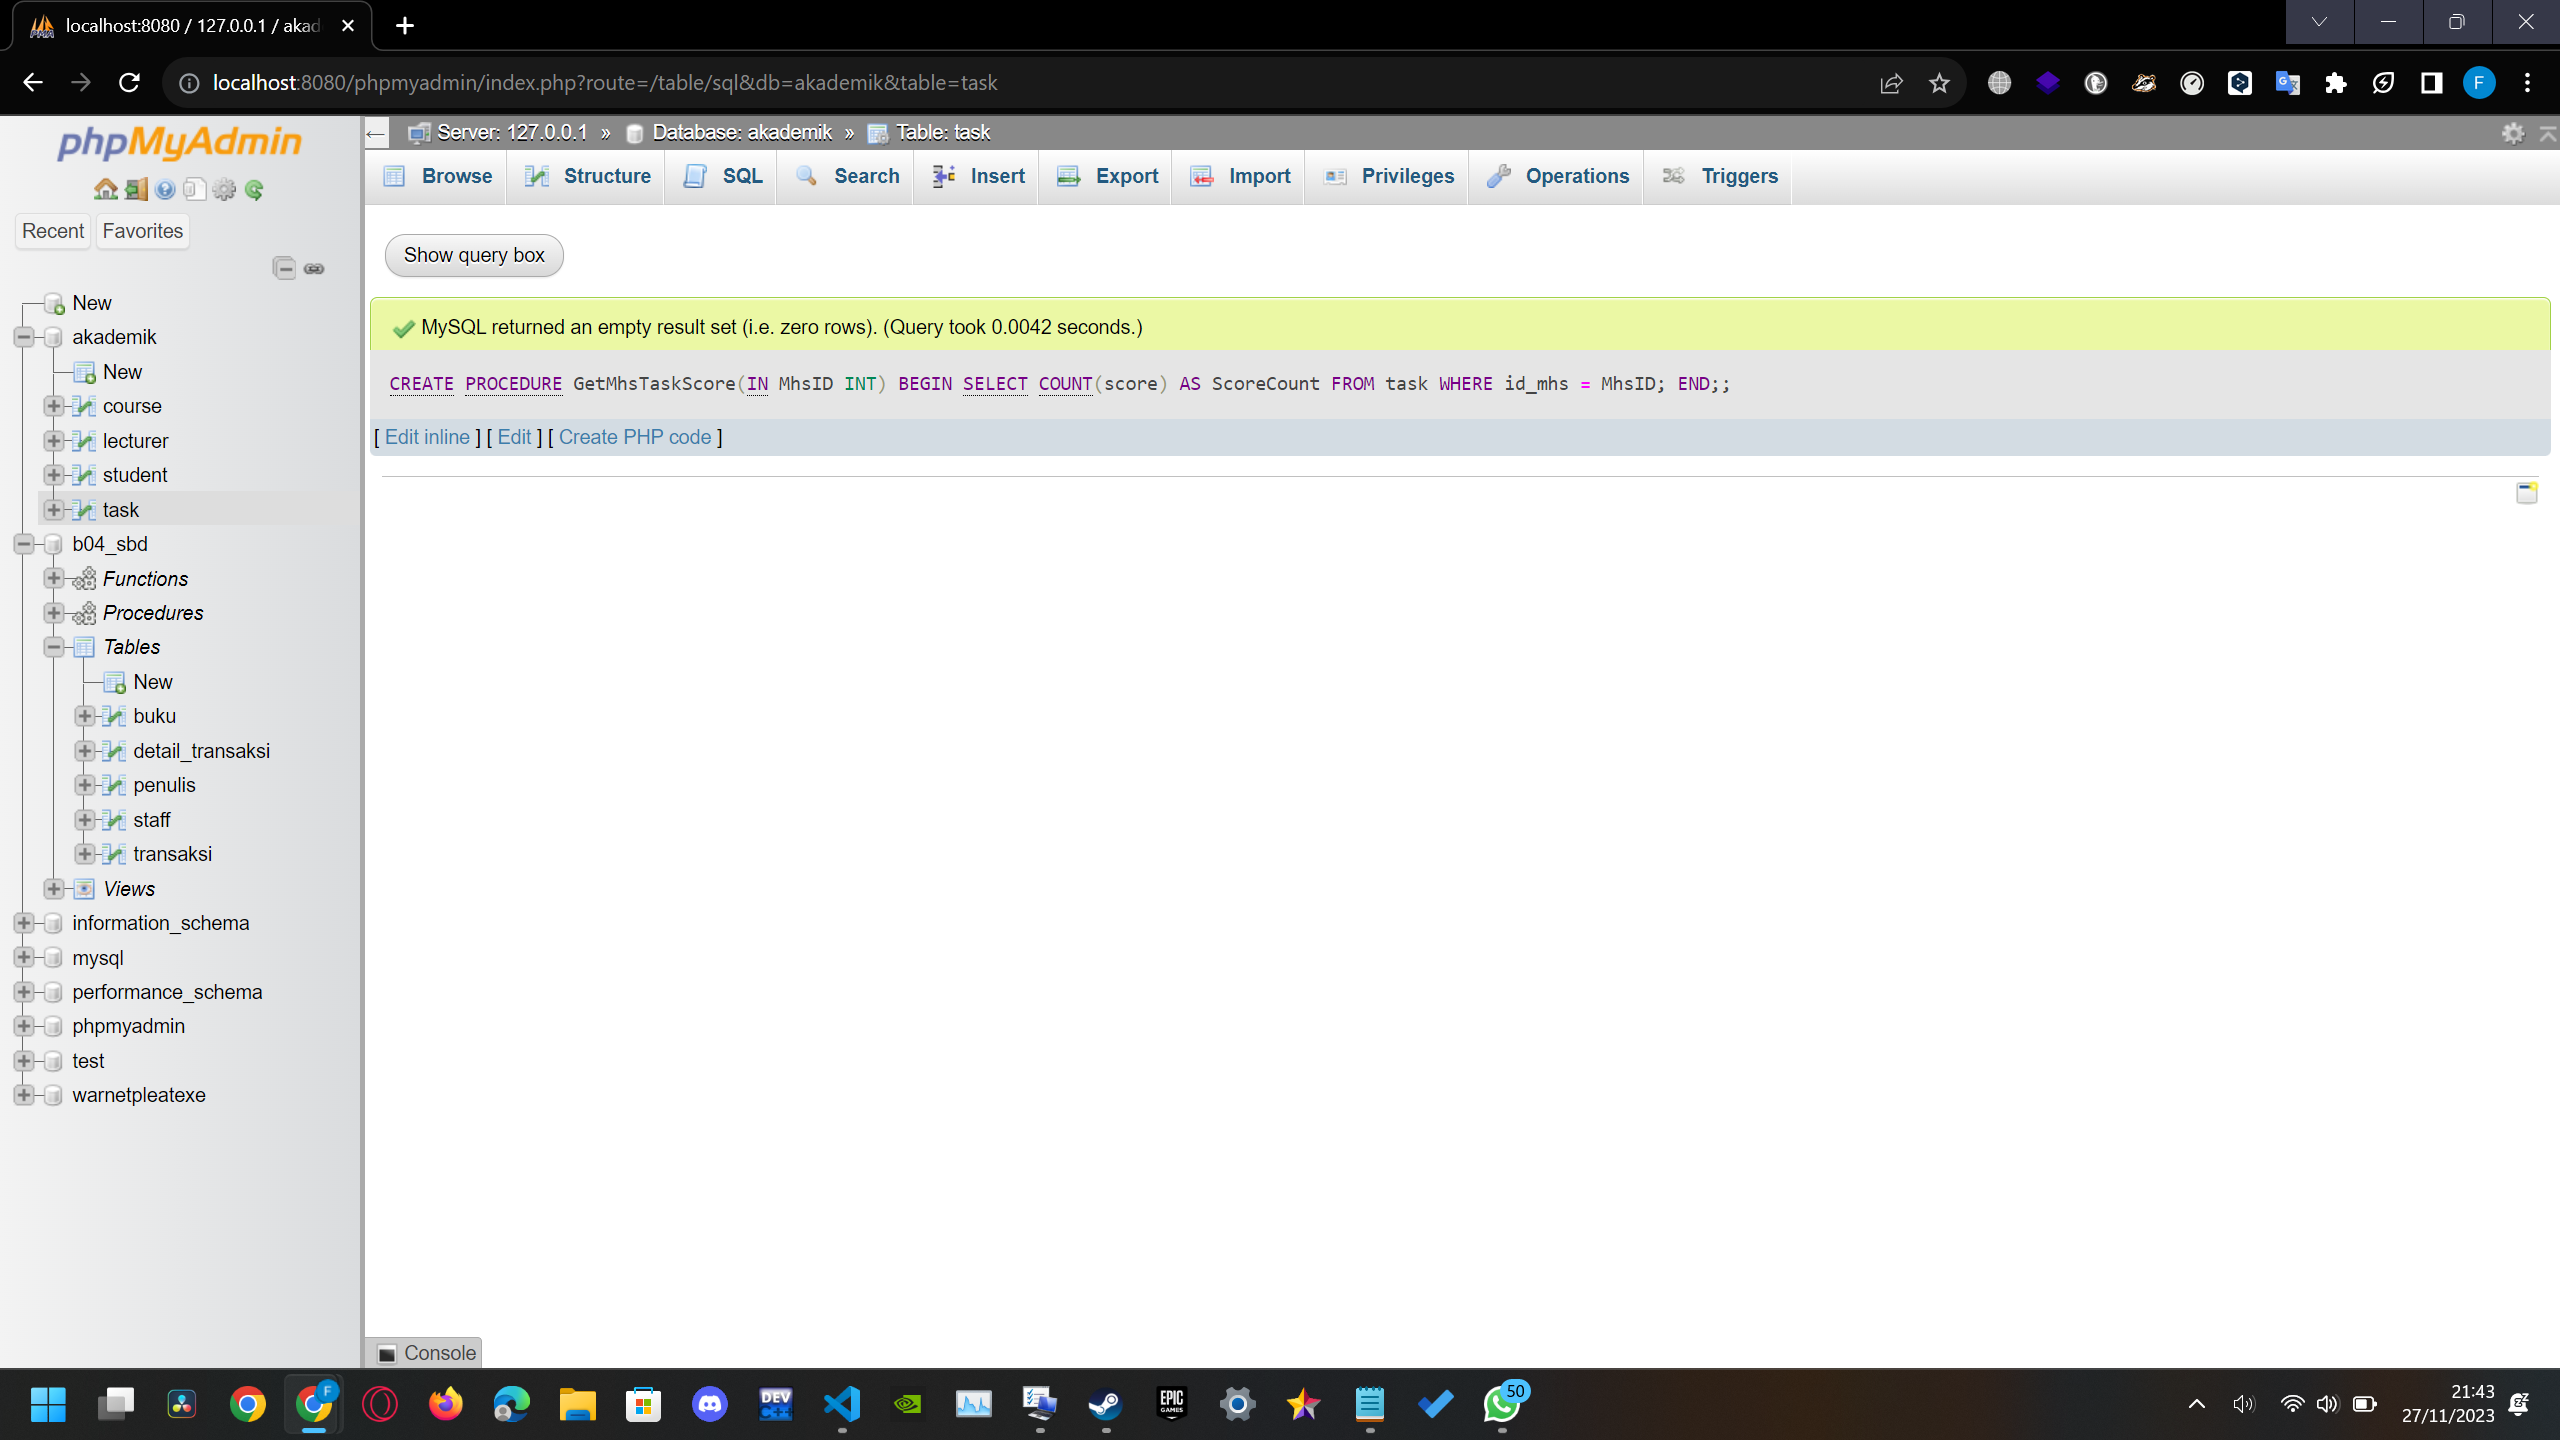 localhost:8080 / 127.0.0.1 / akad
localhost:8080/phpmyadmin/index.php?route=/table/sql&db=akademik&table=task
F
phpMyAdmin
Recent Favorites
New
akademik
New
course
lecturer
student
task
b04_sbd
Functions
Procedures
Tables
New
buku
detail_transaksi
penulis
staff
transaksi
Views
information_schema
mysql
performance_schema
phpmyadmin
test
warnetpleatexe
Server: 127.0.0.1 » Database: akademik » Table: task
Browse Structure SQL Search Insert Export Import Privileges Operations Triggers
Show query box
MySQL returned an empty result set (i.e. zero rows). (Query took 0.0042 seconds.)
CREATE PROCEDURE GetMhsTaskScore(IN MhsID INT) BEGIN SELECT COUNT(score) AS ScoreCount FROM task WHERE id_mhs = MhsID; END;;
[ Edit inline ] [ Edit ] [ Create PHP code ]
Console
F
DEV C++
EPIC GAMES
50
21:43
27/11/2023